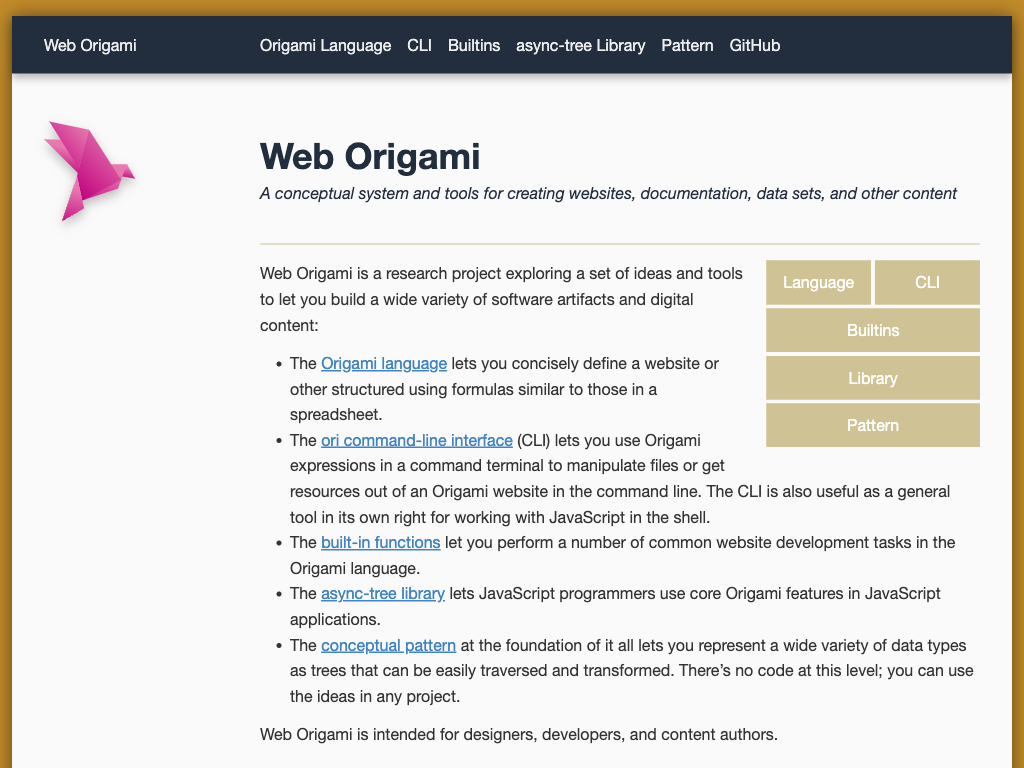 Web Origami
Origami Language CLI Builtins async-tree Library Pattern GitHub
Web Origami
A conceptual system and tools for creating websites, documentation, data sets, and other content
Web Origami is a research project exploring a set of ideas and tools
to let you build a wide variety of software artifacts and digital
content:
Language CLI
Builtins
Library
Pattern
• The Origami language lets you concisely define a website or
other structured using formulas similar to those in a
spreadsheet.
• The ori command-line interface (CLI) lets you use Origami
expressions in a command terminal to manipulate files or get
resources out of an Origami website in the command line. The CLI is also useful as a general
tool in its own right for working with JavaScript in the shell.
• The built-in functions let you perform a number of common website development tasks in the
Origami language.
• The async-tree library lets JavaScript programmers use core Origami features in JavaScript
applications.
• The conceptual pattern at the foundation of it all lets you represent a wide variety of data types
as trees that can be easily traversed and transformed. There’s no code at this level; you can use
the ideas in any project.
Web Origami is intended for designers, developers, and content authors.